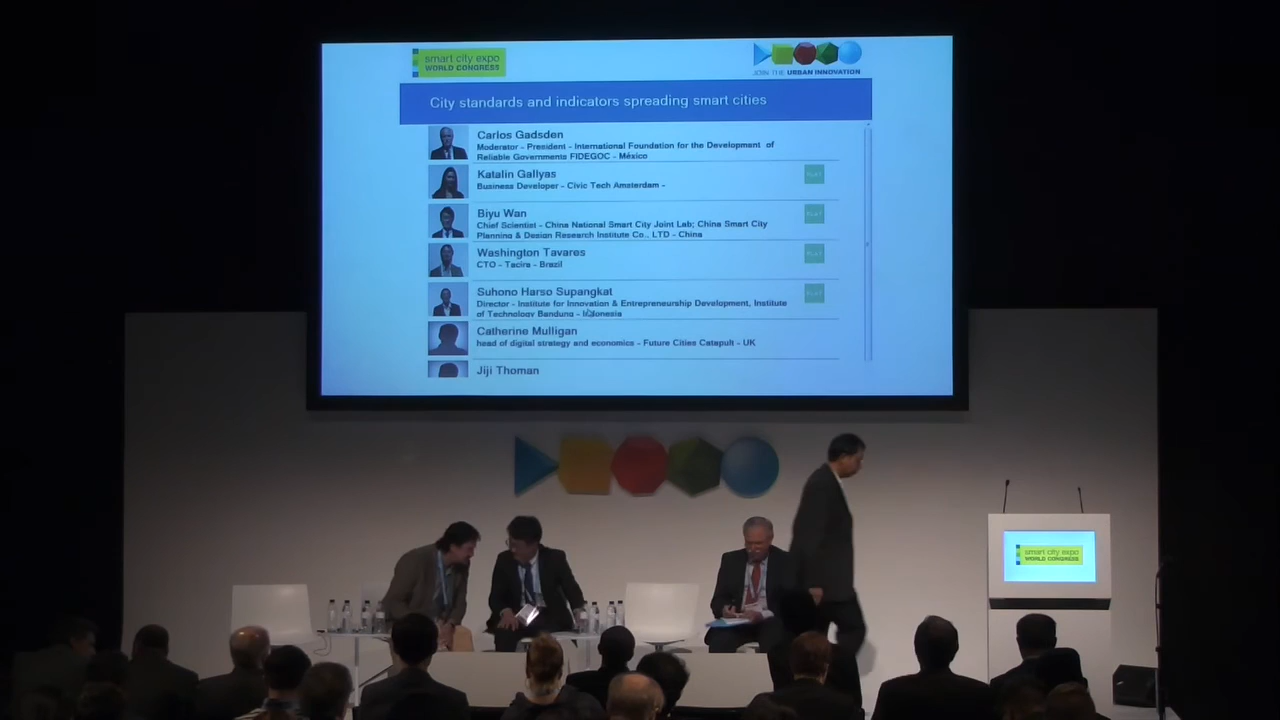 smart city expo
WORLD CONGRESS
JOIN THE URBAN INNOVATION
City standards and indicators spreading smart cities
Carlos Gadsden
Moderator - President - International Foundation for the Development of
Reliable Governments FIDEGOC - México
Katalin Gallyas
Business Developer - Civic Tech Amsterdam -
PLAY
Biyu Wan
Chief Scientist - China National Smart City Joint Lab; China Smart City
Planning & Design Research Institute Co., LTD - China
PLAY
Washington Tavares
CTO - Tacira - Brazil
PLAY
Suhono Harso Supangkat
Director - Institute for Innovation & Entrepreneurship Development, Institute
of Technology Bandung - Indonesia
PLAY
Catherine Mulligan
head of digital strategy and economics - Future Cities Catapult - UK
Jiji Thoman
smart city expo
WORLD CONGRESS